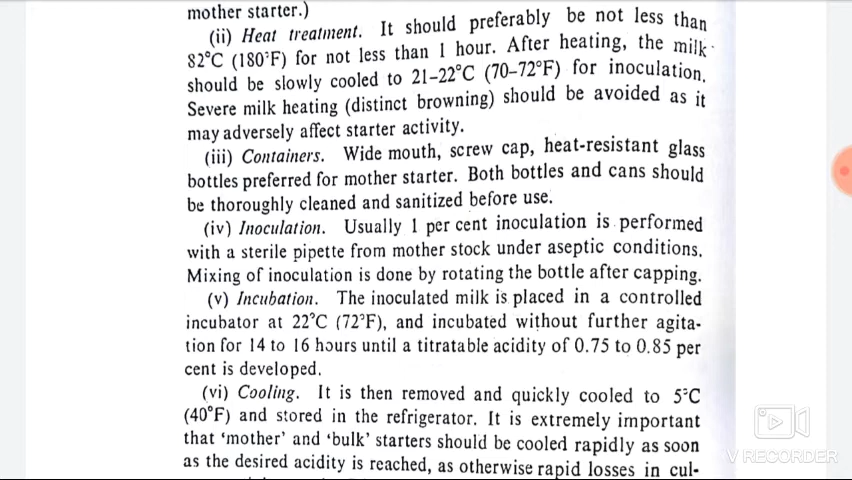 mother starter.)
(ii) Heat treatment. It should preferably be not less than
82°C (180°F) for not less than 1 hour. After heating, the milk
should be slowly cooled to 21–22°C (70–72°F) for inoculation.
Severe milk heating (distinct browning) should be avoided as it
may adversely affect starter activity.
(iii) Containers. Wide mouth, screw cap, heat-resistant glass
bottles preferred for mother starter. Both bottles and cans should
be thoroughly cleaned and sanitized before use.
(iv) Inoculation. Usually 1 per cent inoculation is performed
with a sterile pipette from mother stock under aseptic conditions.
Mixing of inoculation is done by rotating the bottle after capping.
(v) Incubation. The inoculated milk is placed in a controlled
incubator at 22°C (72°F), and incubated without further agita-
tion for 14 to 16 hours until a titratable acidity of 0.75 to 0.85 per
cent is developed.
(vi) Cooling. It is then removed and quickly cooled to 5°C
(40°F) and stored in the refrigerator. It is extremely important
that ‘mother’ and ‘bulk’ starters should be cooled rapidly as soon
as the desired acidity is reached, as otherwise rapid losses in cul-
V RECORDER